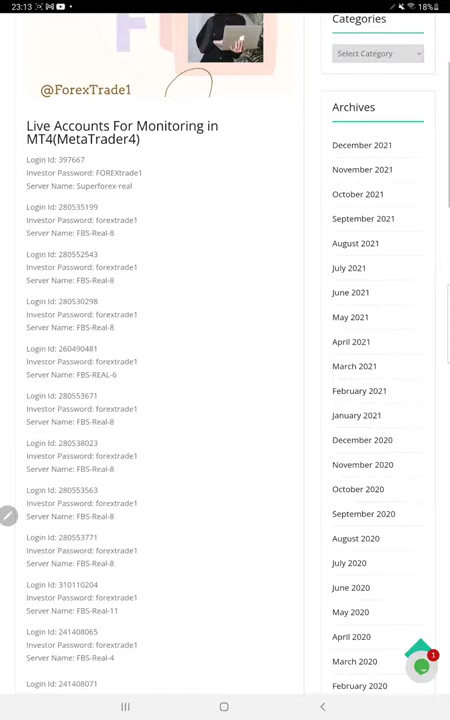 23:13
18%
@ForexTrade1
Live Accounts For Monitoring in
MT4(MetaTrader4)
Login Id: 397667
Investor Password: FOREXtrade1
Server Name: Superforex-real
Login Id: 280535199
Investor Password: forextrade1
Server Name: FBS-Real-8
Login Id: 280552543
Investor Password: forextrade1
Server Name: FBS-Real-8
Login Id: 280530298
Investor Password: forextrade1
Server Name: FBS-Real-8
Login Id: 260490481
Investor Password: forextrade1
Server Name: FBS-REAL-6
Login Id: 280553671
Investor Password: forextrade1
Server Name: FBS-Real-8
Login Id: 280538023
Investor Password: forextrade1
Server Name: FBS-Real-8
Login Id: 280553563
Investor Password: forextrade1
Server Name: FBS-Real-8
Login Id: 280553771
Investor Password: forextrade1
Server Name: FBS-Real-8
Login Id: 310110204
Investor Password: forextrade1
Server Name: FBS-Real-11
Login Id: 241408065
Investor Password: forextrade1
Server Name: FBS-Real-4
Login Id: 241408071
Categories
Select Category
Archives
December 2021
November 2021
October 2021
September 2021
August 2021
July 2021
June 2021
May 2021
April 2021
March 2021
February 2021
January 2021
December 2020
November 2020
October 2020
September 2020
August 2020
July 2020
June 2020
May 2020
April 2020
March 2020
February 2020
1